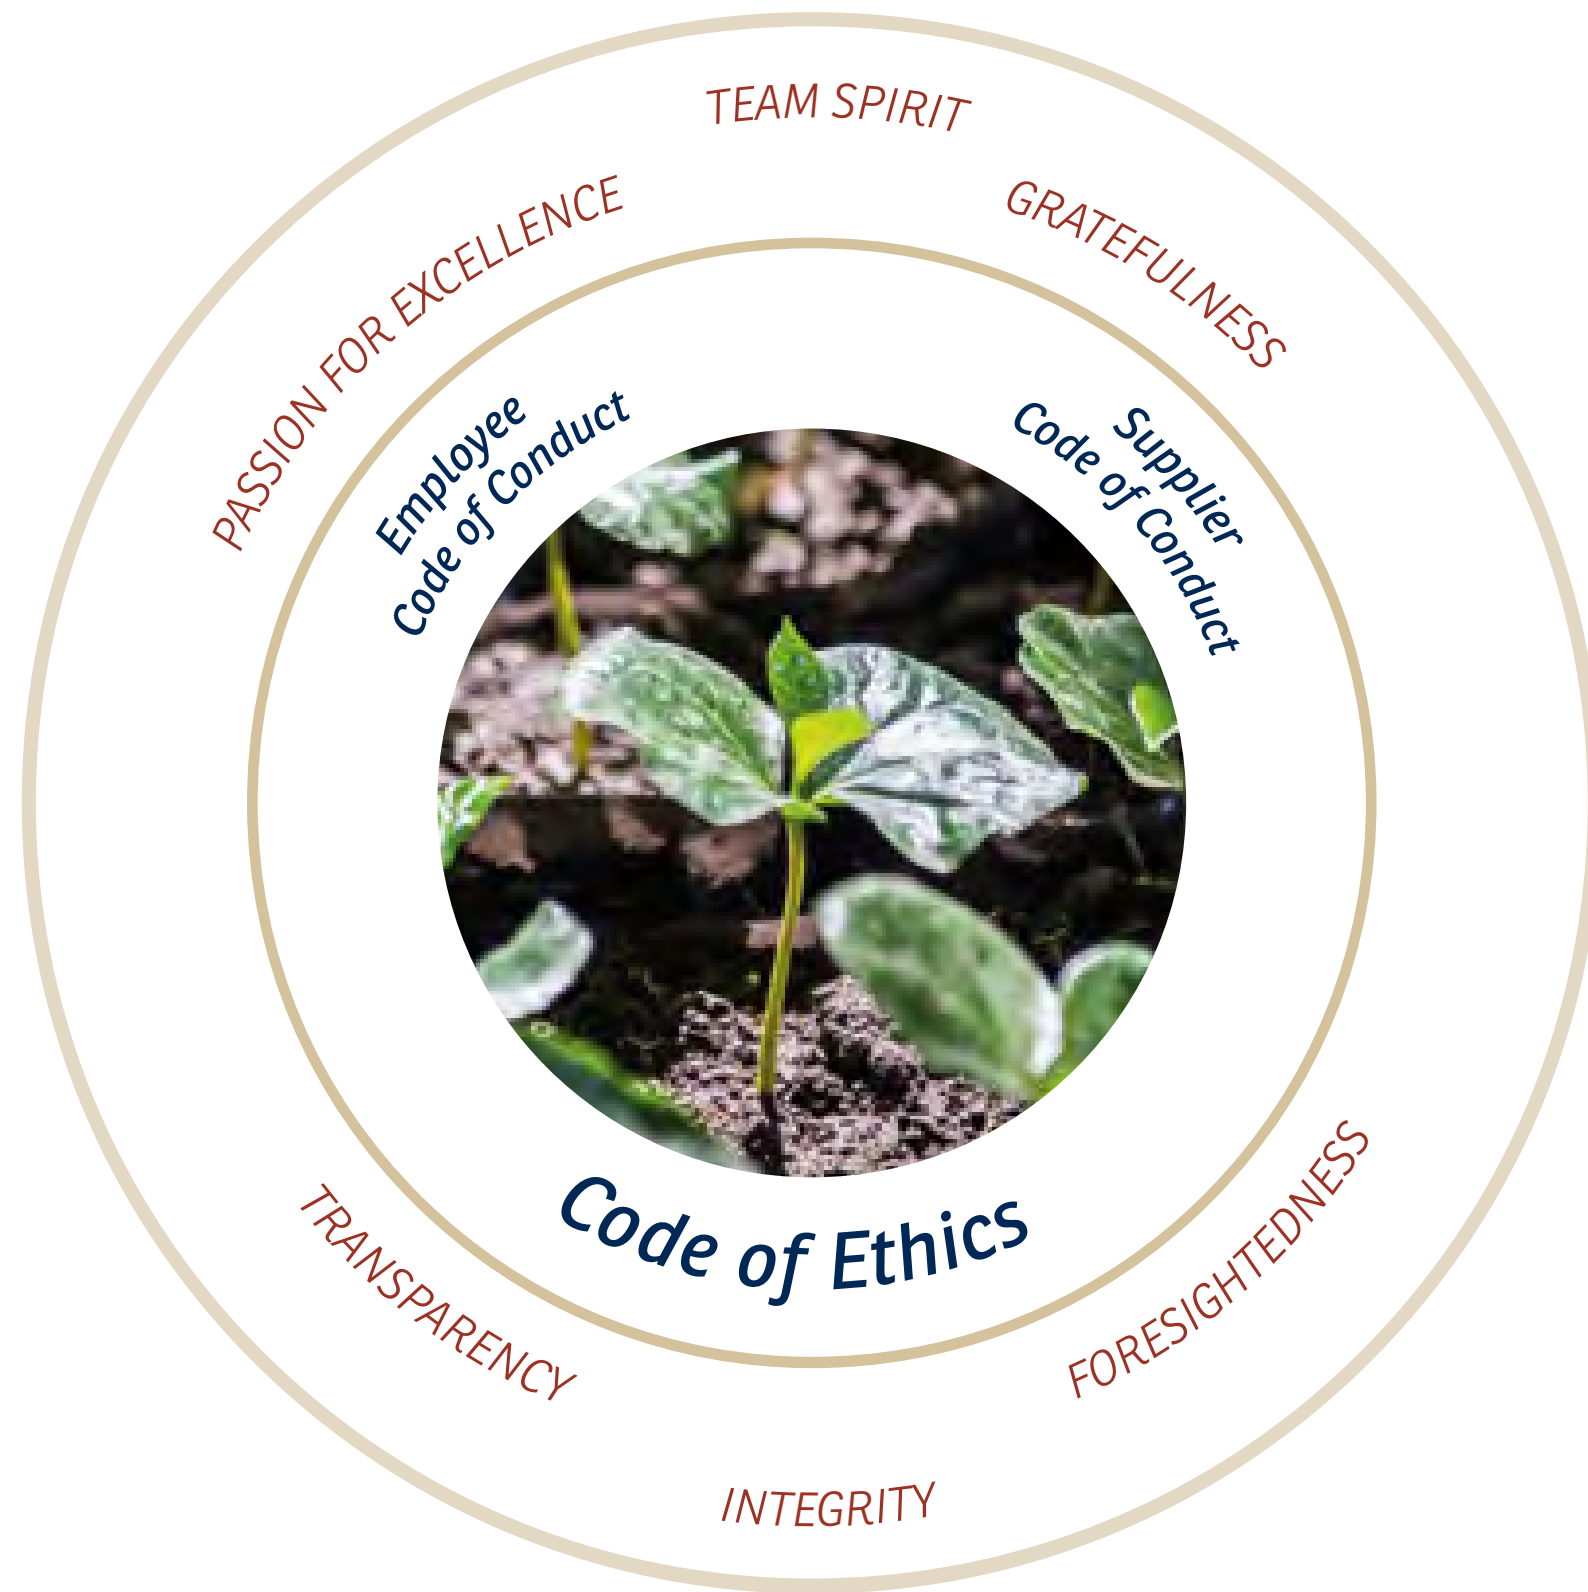 TEAM SPIRIT
PASSION FOR EXCELLENCE
GRATEFULNESS
Employee
Code of Conduct
Supplier
Code of Conduct
Code of Ethics
TRANSPARENCY
FORESIGHTEDNESS
INTEGRITY